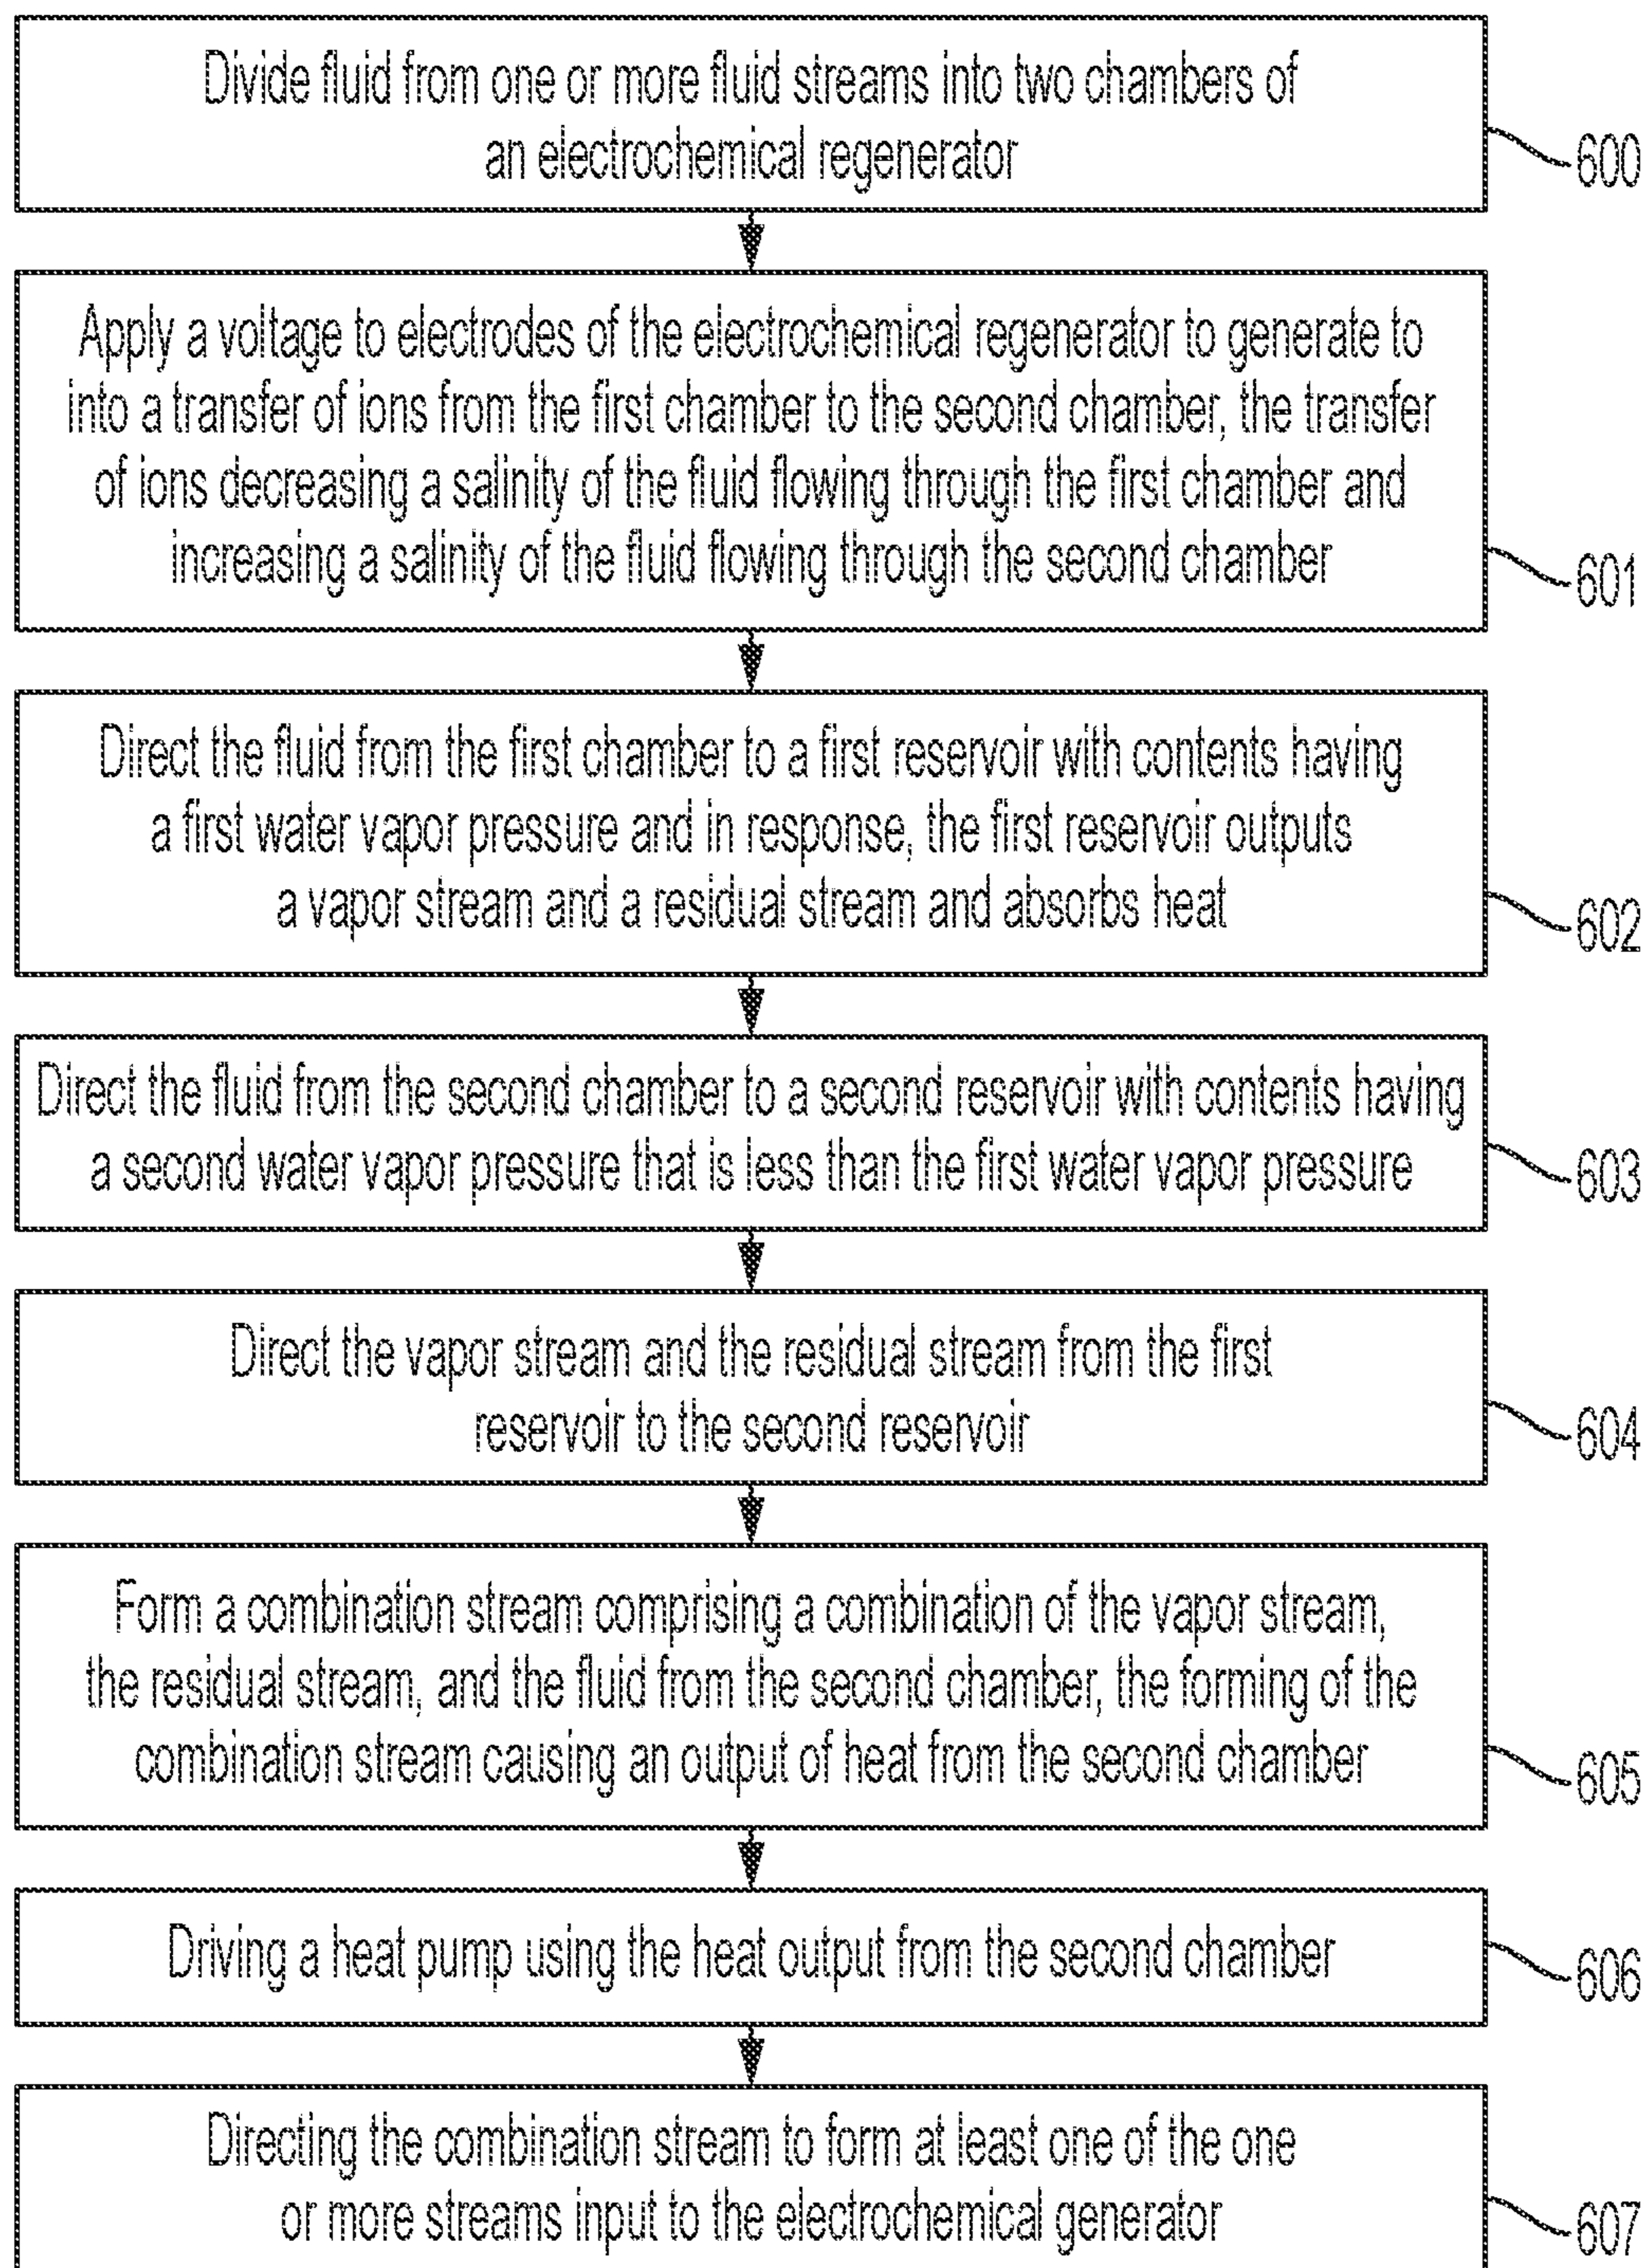 Divide fluid from one or more fluid streams into two chambers of
an electrochemical regenerator
600
Apply a voltage to electrodes of the electrochemical regenerator to generate to
into a transfer of ions from the first chamber to the second chamber, the transfer
of ions decreasing a salinity of the fluid flowing through the first chamber and
increasing a salinity of the fluid flowing through the second chamber
601
Direct the fluid from the first chamber to a first reservoir with contents having
a first water vapor pressure and in response, the first reservoir outputs
a vapor stream and a residual stream and absorbs heat
602
Direct the fluid from the second chamber to a second reservoir with contents having
a second water vapor pressure that is less than the first water vapor pressure
603
Direct the vapor stream and the residual stream from the first
reservoir to the second reservoir
604
Form a combination stream comprising a combination of the vapor stream,
the residual stream, and the fluid from the second chamber, the forming of the
combination stream causing an output of heat from the second chamber
605
Driving a heat pump using the heat output from the second chamber
606
Directing the combination stream to form at least one of the one
or more streams input to the electrochemical generator
607